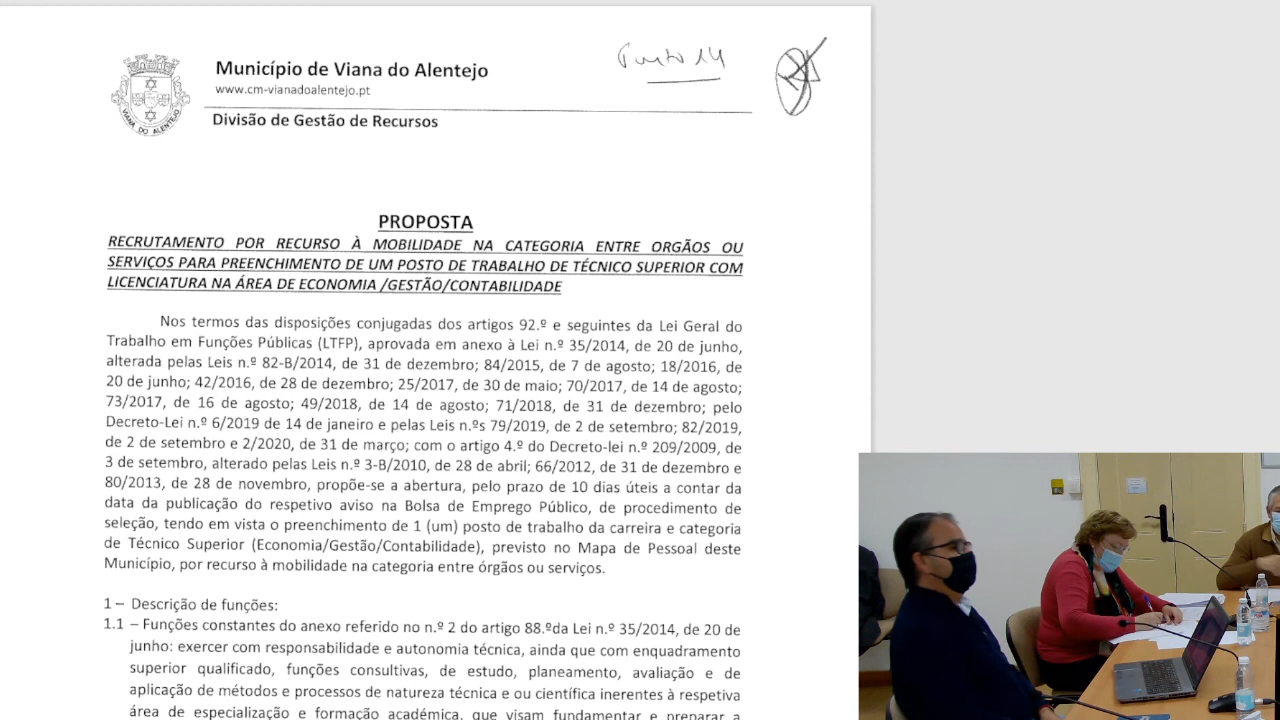 Município de Viana do Alentejo
Ponto 14
www.cm-vianadoalentejo.pt
VIANA DO ALENTEJO
Divisão de Gestão de Recursos
PROPOSTA
RECRUTAMENTO POR RECURSO À MOBILIDADE NA CATEGORIA ENTRE ORGÃOS OU
SERVIÇOS PARA PREENCHIMENTO DE UM POSTO DE TRABALHO DE TÉCNICO SUPERIOR COM
LICENCIATURA NA ÁREA DE ECONOMIA /GESTÃO/CONTABILIDADE
Nos termos das disposições conjugadas dos artigos 92.º e seguintes da Lei Geral do
Trabalho em Funções Públicas (LTFP), aprovada em anexo à Lei n.º 35/2014, de 20 de junho,
alterada pelas Leis n.º 82-B/2014, de 31 de dezembro; 84/2015, de 7 de agosto; 18/2016, de
20 de junho; 42/2016, de 28 de dezembro; 25/2017, de 30 de maio; 70/2017, de 14 de agosto;
73/2017, de 16 de agosto; 49/2018, de 14 de agosto; 71/2018, de 31 de dezembro; pelo
Decreto-Lei n.º 6/2019 de 14 de janeiro e pelas Leis n.ºs 79/2019, de 2 de setembro; 82/2019,
de 2 de setembro e 2/2020, de 31 de março; com o artigo 4.º do Decreto-lei n.º 209/2009, de
3 de setembro, alterado pelas Leis n.º 3-B/2010, de 28 de abril; 66/2012, de 31 de dezembro e
80/2013, de 28 de novembro, propõe-se a abertura, pelo prazo de 10 dias úteis a contar da
data da publicação do respetivo aviso na Bolsa de Emprego Público, de procedimento de
seleção, tendo em vista o preenchimento de 1 (um) posto de trabalho da carreira e categoria
de Técnico Superior (Economia/Gestão/Contabilidade), previsto no Mapa de Pessoal deste
Município, por recurso à mobilidade na categoria entre órgãos ou serviços.
1 – Descrição de funções:
1.1 – Funções constantes do anexo referido no n.º 2 do artigo 88.ºda Lei n.º 35/2014, de 20 de
junho: exercer com responsabilidade e autonomia técnica, ainda que com enquadramento
superior qualificado, funções consultivas, de estudo, planeamento, avaliação e de
aplicação de métodos e processos de natureza técnica e ou científica inerentes à respetiva
área de especialização e formação académica, que visam fundamentar e preparar a